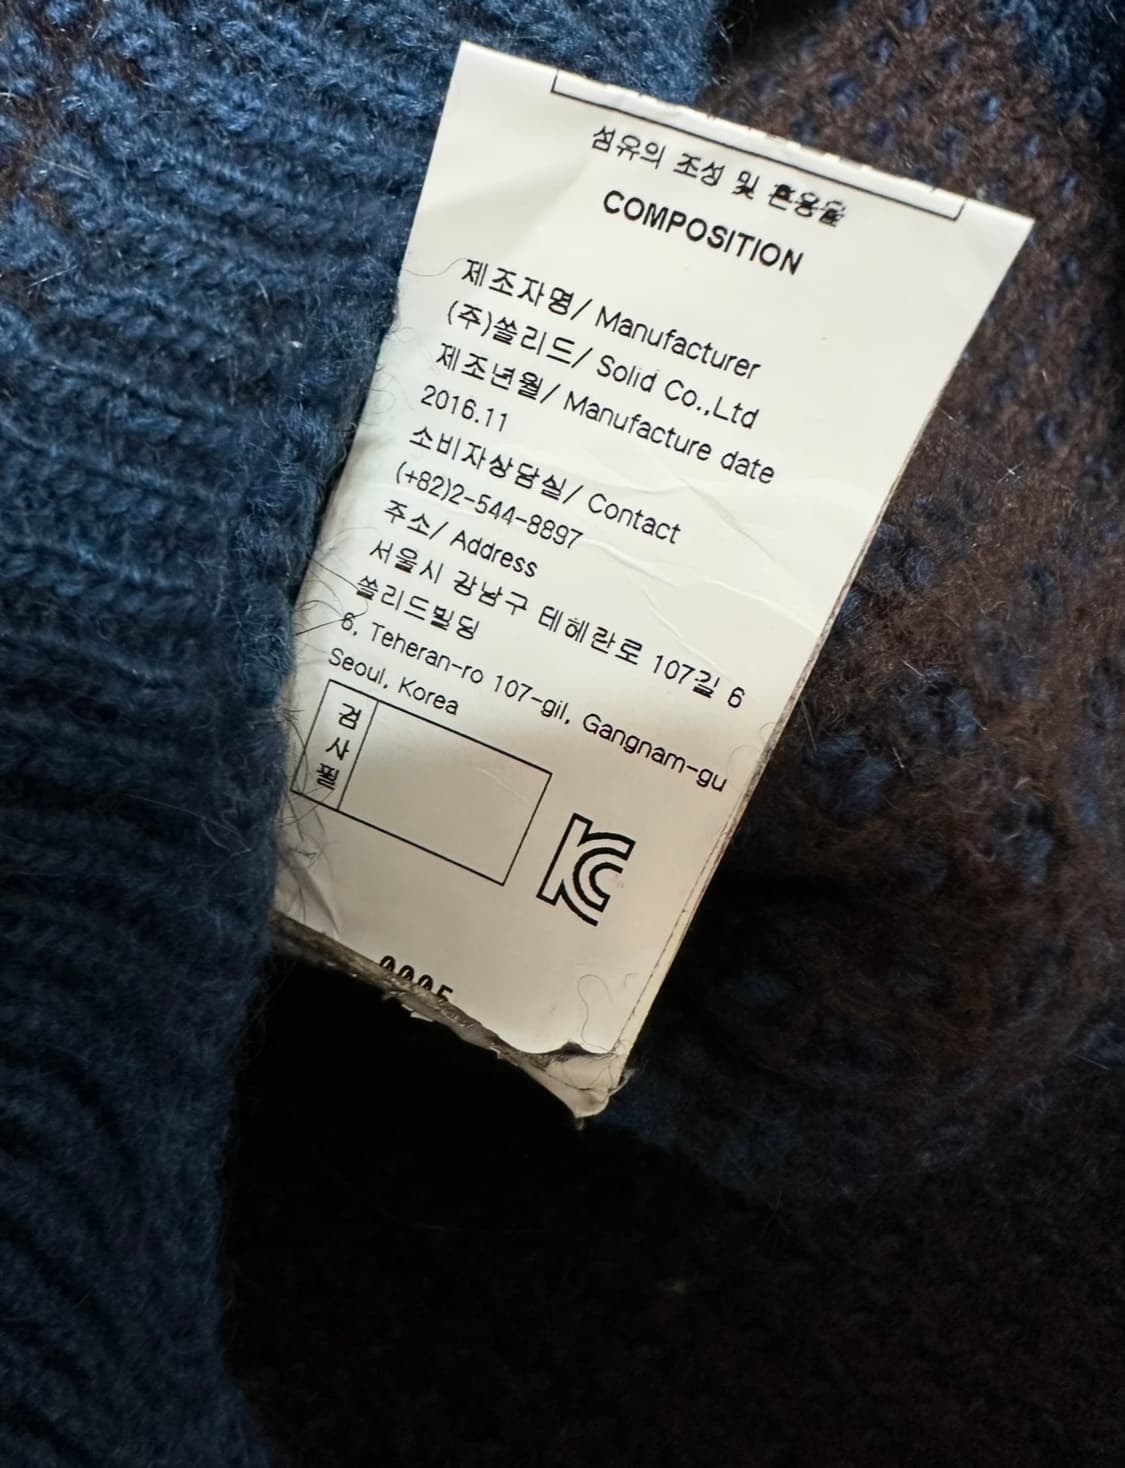 섬유의 조성 및 혼용율
COMPOSITION
제조자명/ Manufacturer
(주)쏠리드/ Solid Co.,Ltd
제조년월/ Manufacture date
2016.11
소비자상담실/ Contact
(+82)2-544-8897
주소/ Address
서울시 강남구 테헤란로 107길 6
쏠리드빌딩
6, Teheran-ro 107-gil, Gangnam-gu
Seoul, Korea
검사필
KC